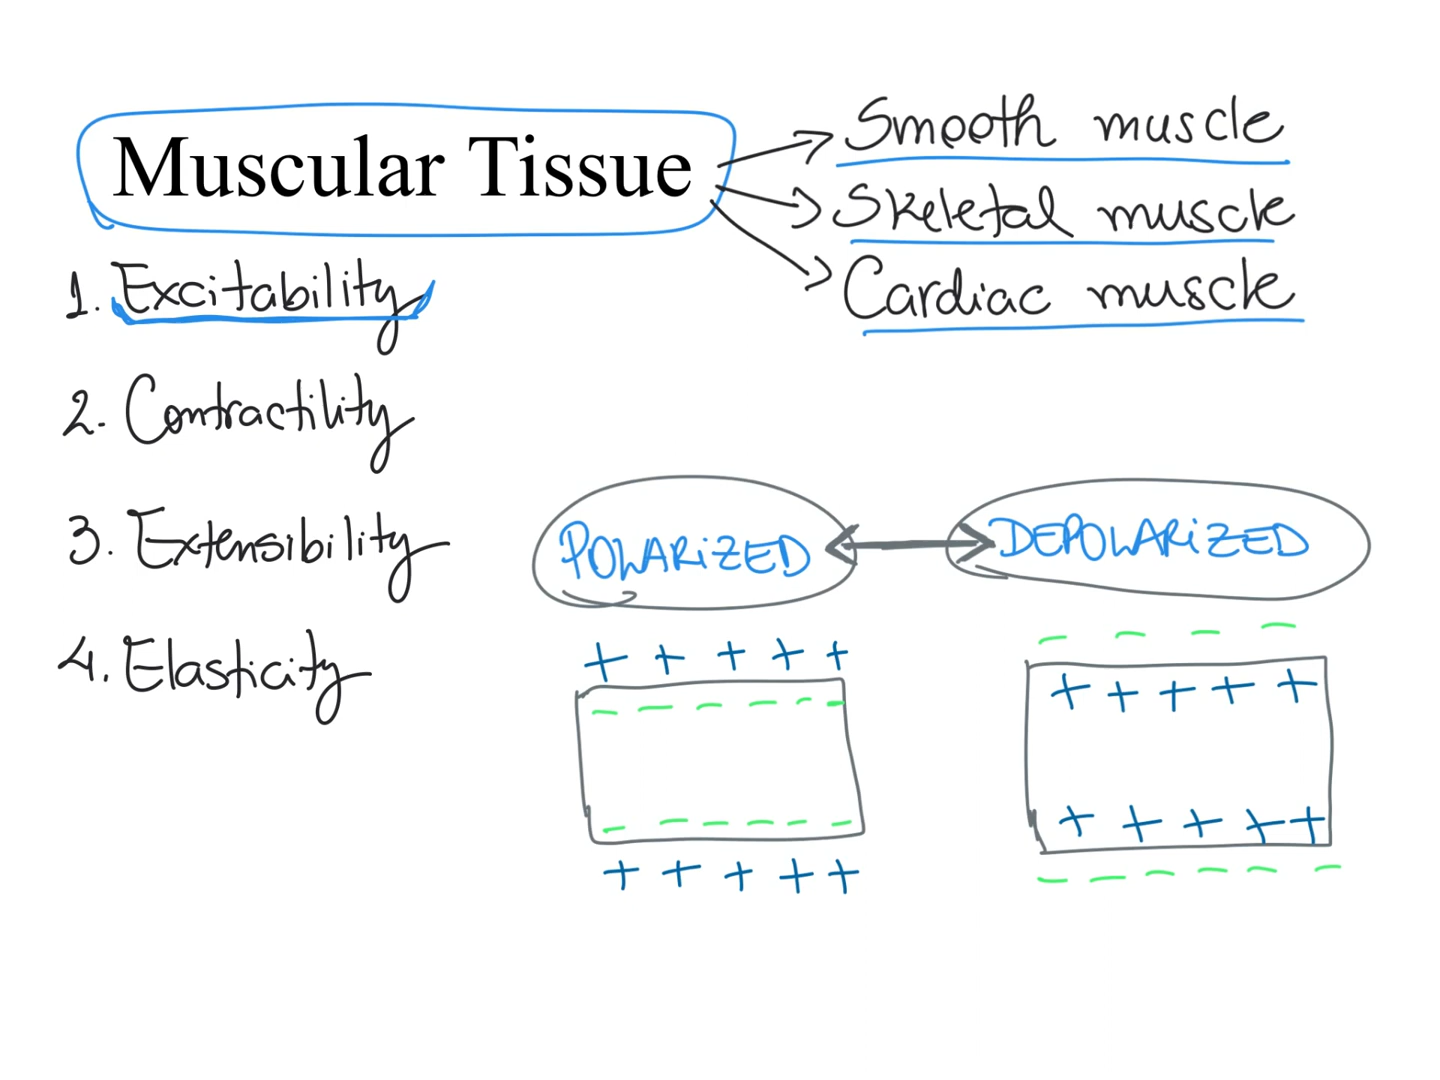 Muscular Tissue
Smooth muscle
Skeletal muscle
Cardiac muscle
1. Excitability
2. Contractility
3. Extensibility
4. Elasticity
POLARiZED
DEPOLARiZED
+ + + + +
- - - -
- - - - - -
+ + + + +
- - - - - -
+ + + + +
+ + + + +
- - - - - -